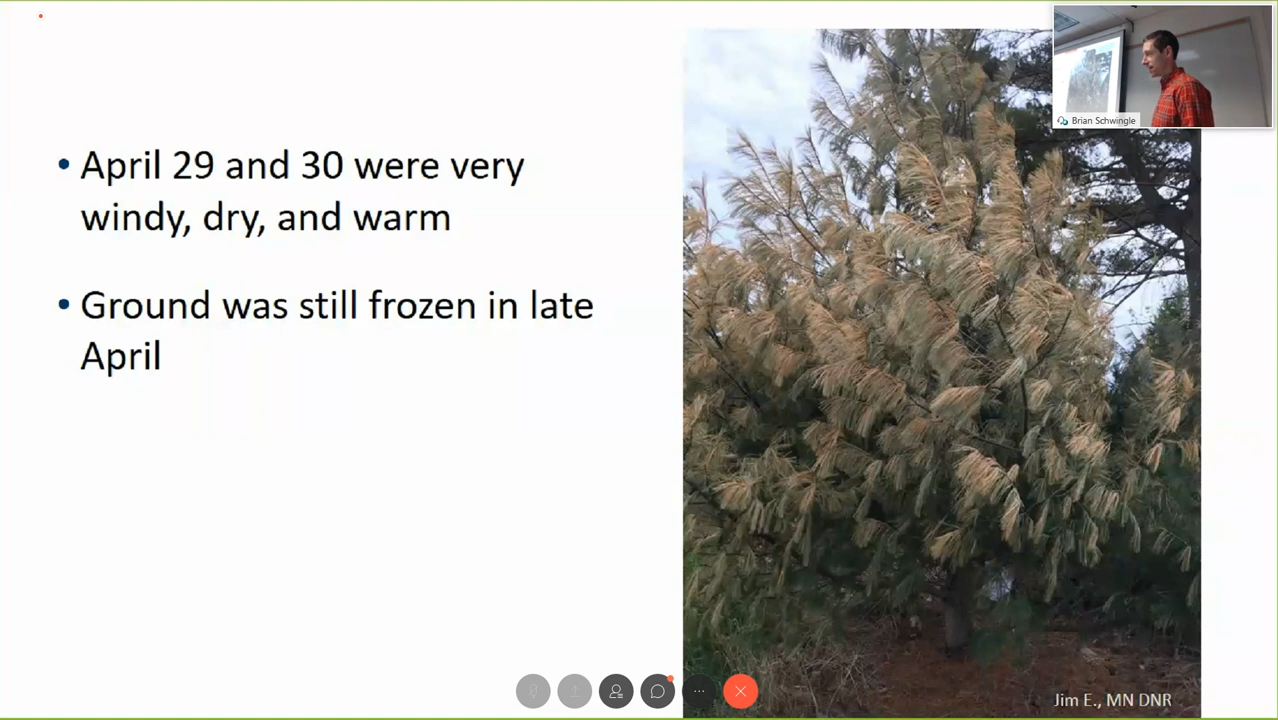 Brian Schwingle
• April 29 and 30 were very
windy, dry, and warm
• Ground was still frozen in late
April
Jim E., MN DNR